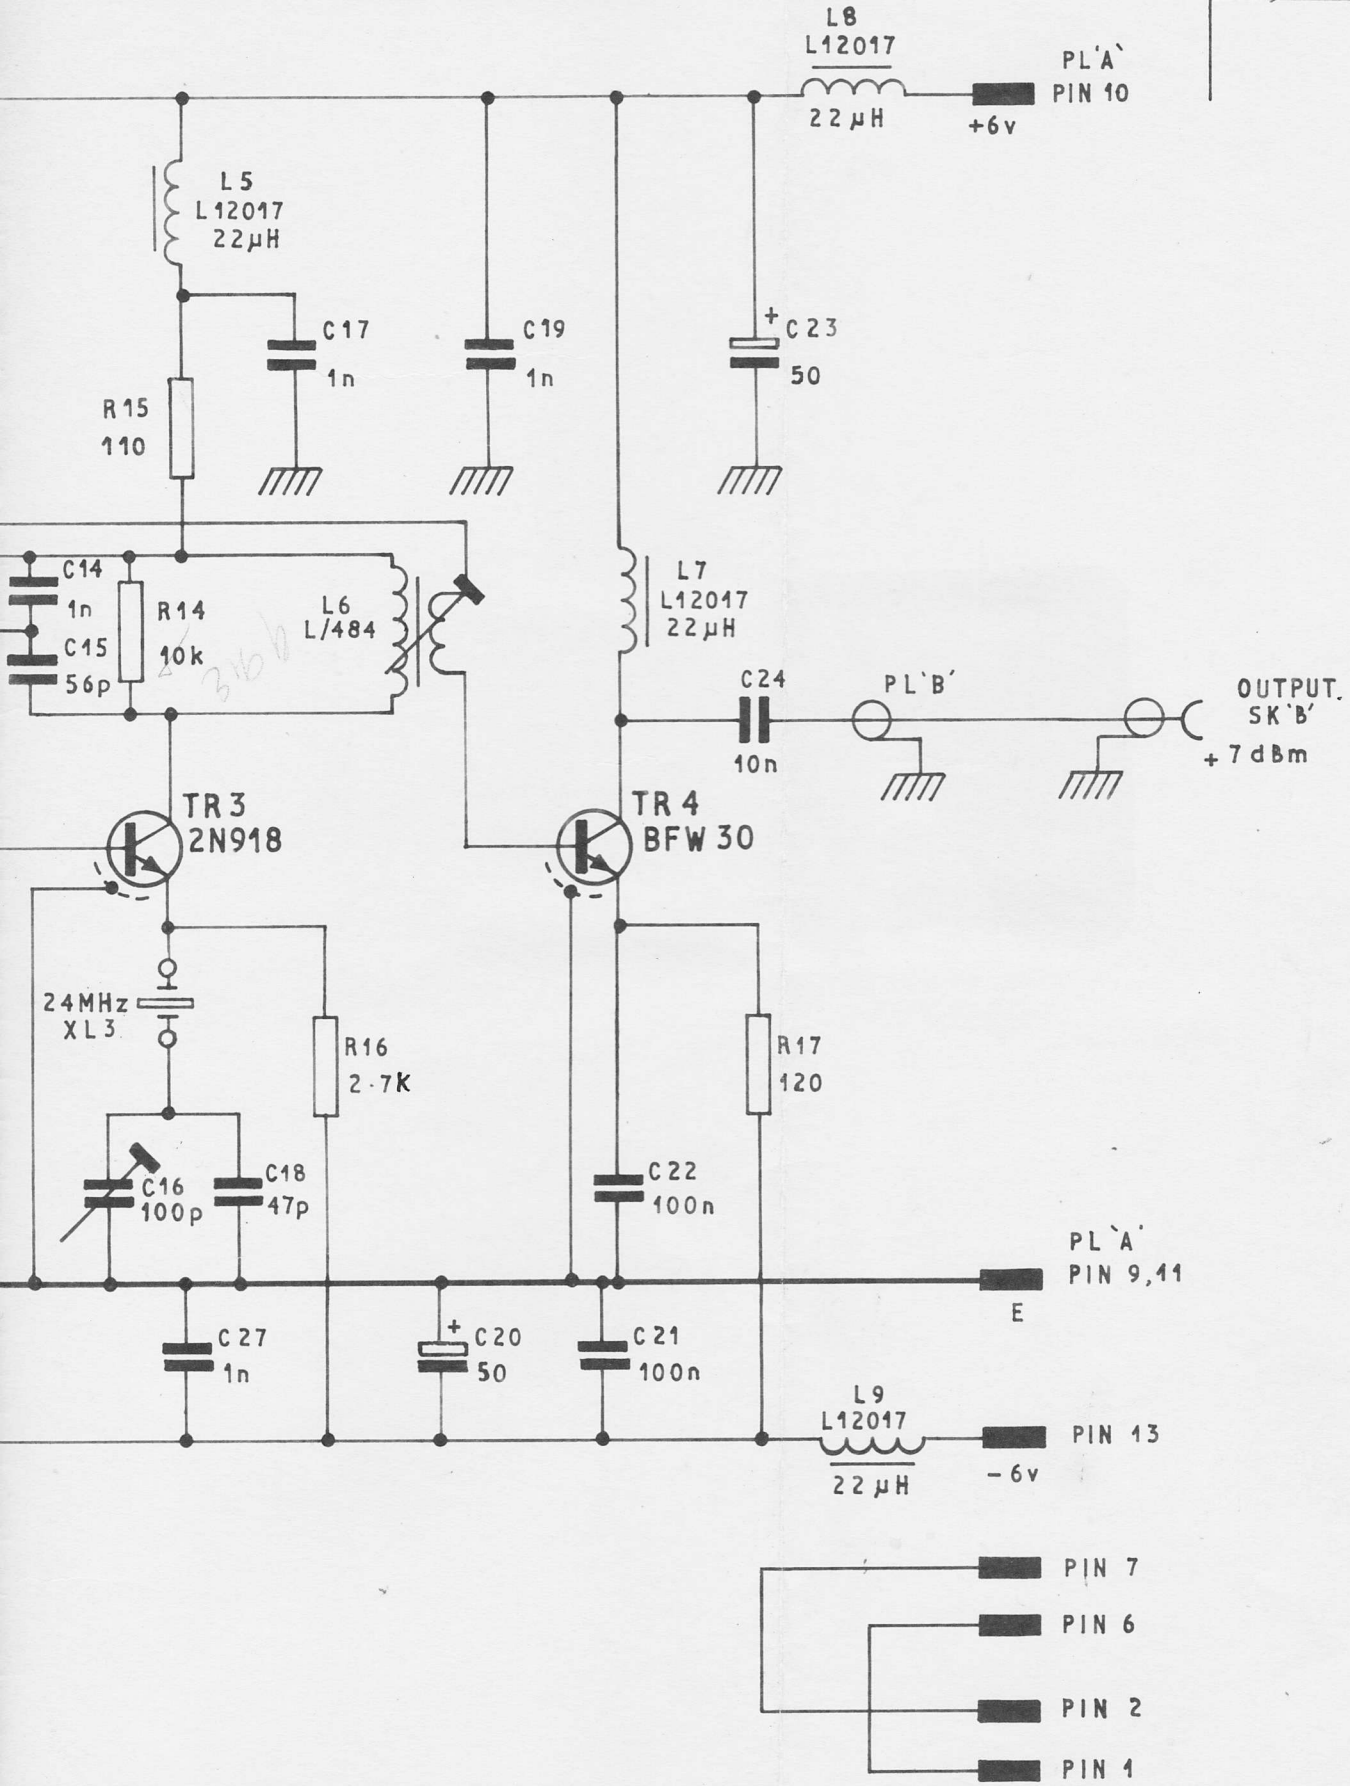 L8
L12017
22µH
PL'A'
PIN 10
+6v
L5
L12017
22µH
C17
1n
C19
1n
+
C23
50
R15
110
C14
1n
C15
56p
R14
10k
L6
L/484
L7
L12017
22µH
C24
10n
PL'B'
OUTPUT.
SK'B'
+7dBm
TR3
2N918
TR4
BFW30
24MHz
XL3
R16
2.7K
R17
120
C16
100p
C18
47p
C22
100n
PL'A'
PIN 9,11
E
C27
1n
+
C20
50
C21
100n
L9
L12017
22µH
PIN 13
-6v
PIN 7
PIN 6
PIN 2
PIN 1